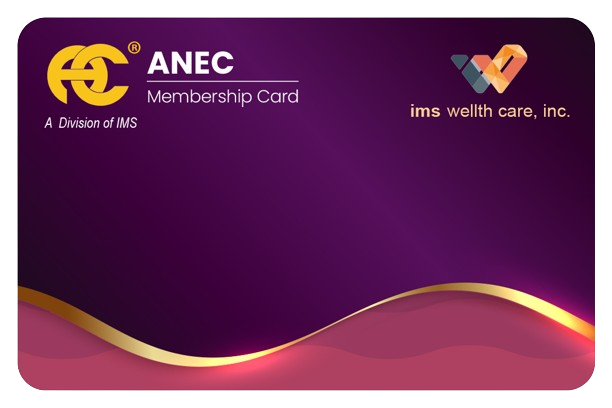 ®
ANEC
Membership Card
A Division of IMS
ims wellth care, inc.